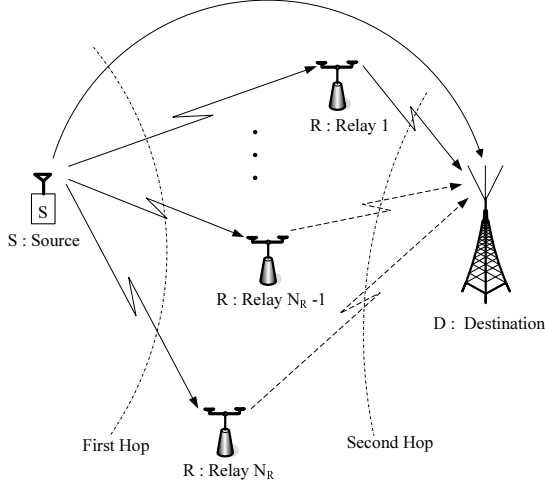 R : Relay 1
S
S : Source
R : Relay N_R -1
D : Destination
First Hop
Second Hop
R : Relay N_R